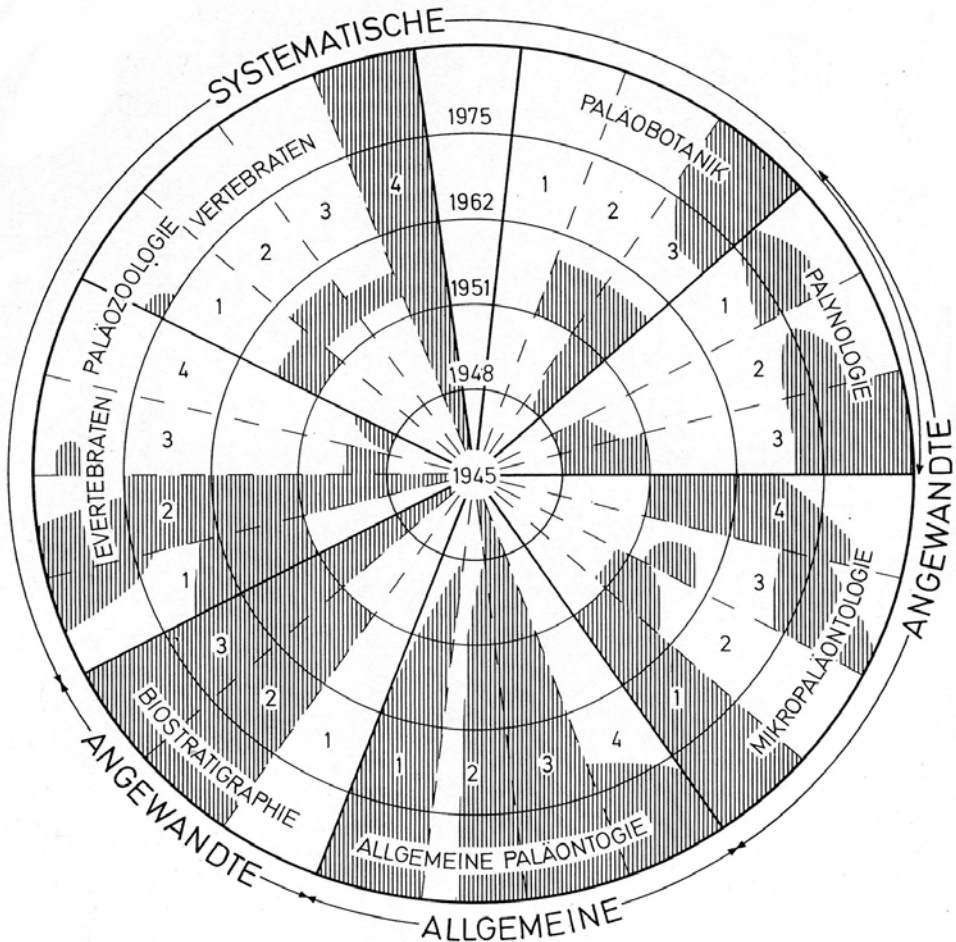 SYSTEMATISCHE
PALÄOBOTANIK
1
2
3
PALYNOLOGIE
1
2
3
ANGEWANDTE
MIKROPALÄONTOLOGIE
4
3
2
1
ALLGEMEINE PALÄONTOGIE
4
3
2
1
ALLGEMEINE
BIOSTRATIGRAPHIE
1
2
3
ANGEWANDTE
EVERTEBRATEN
1
2
3
4
PALÄOZOOLOGIE
VERTEBRATEN
1
2
3
4
1975
1962
1951
1948
1945